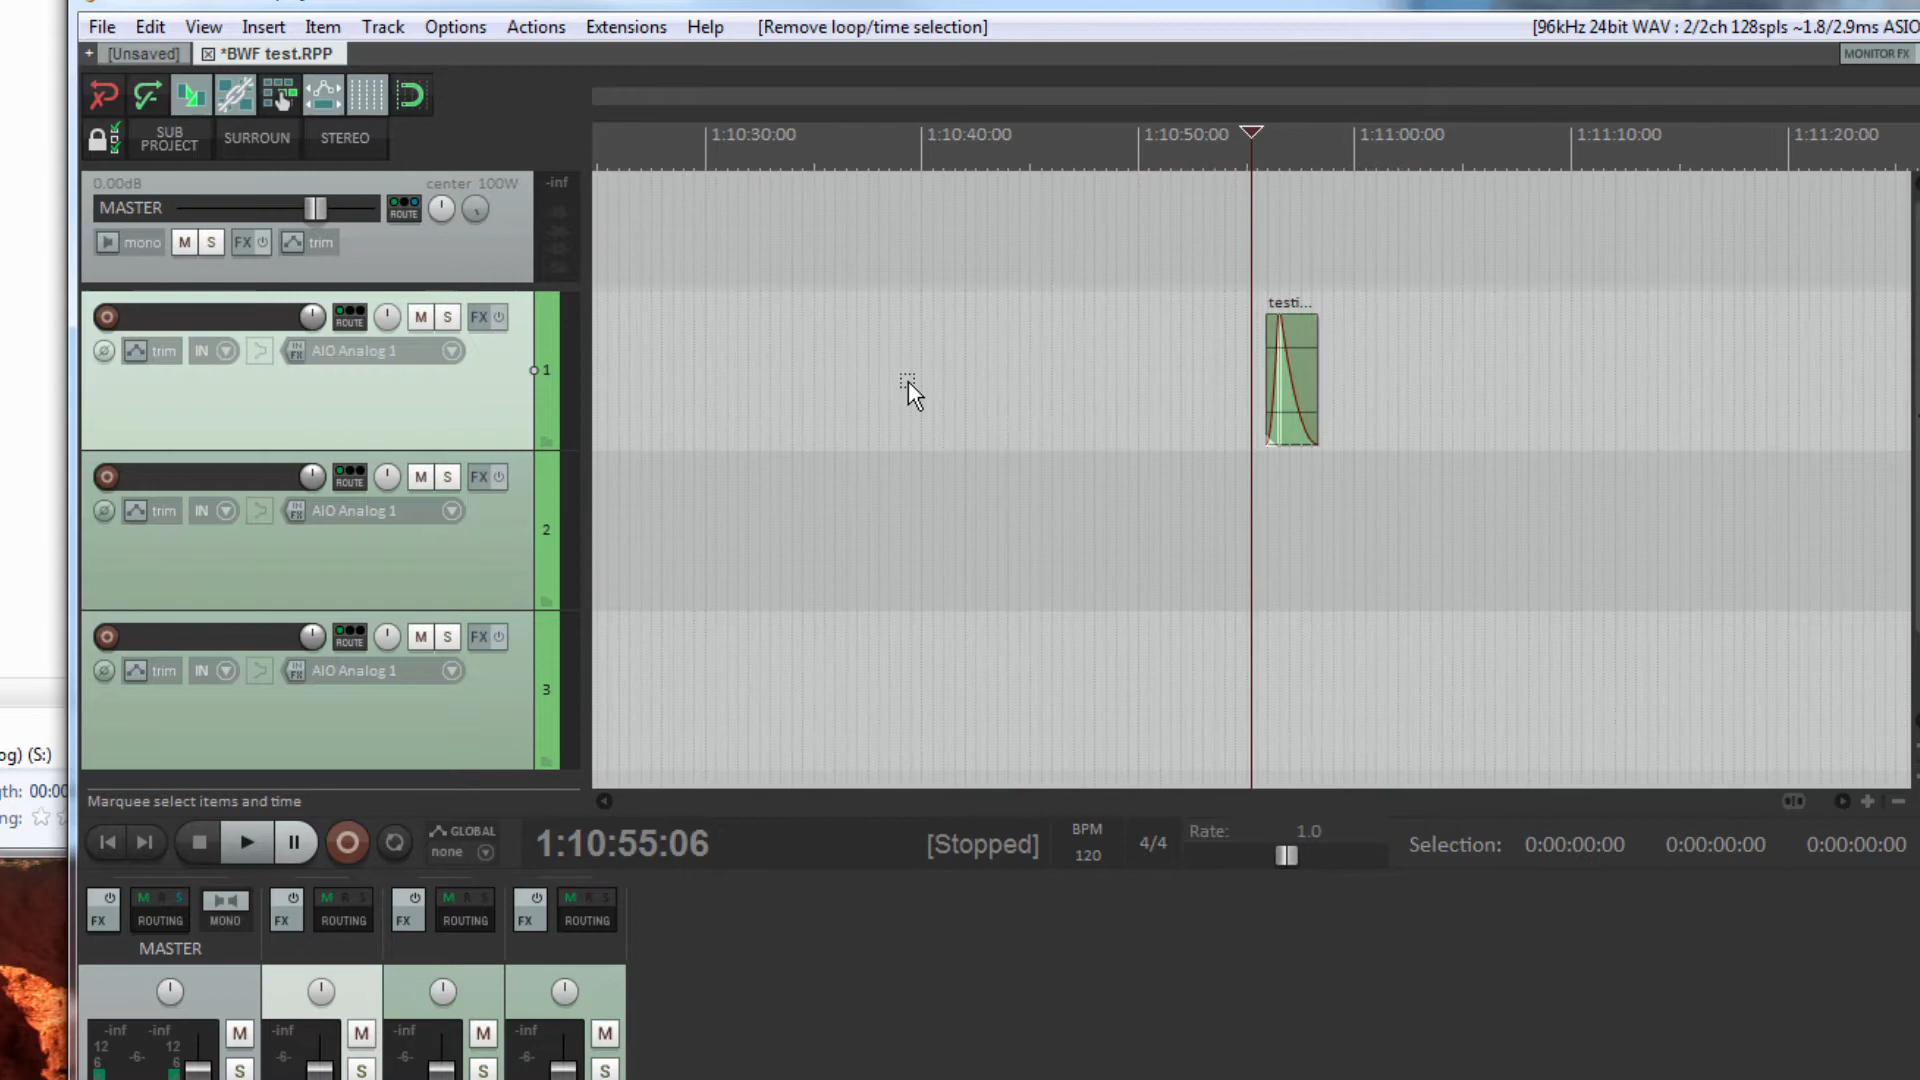 File Edit View Insert Item Track Options Actions Extensions Help [Remove loop/time selection] [96kHz 24bit WAV : 2/2ch 128spls ~1.8/2.9ms ASIO
+ [Unsaved] *BWF test.RPP MONITOR FX
SUB PROJECT SURROUN STEREO
1:10:30:00 1:10:40:00 1:10:50:00 1:11:00:00 1:11:10:00 1:11:20:00
0.00dB center 100W -inf
MASTER ROUTE
mono M S FX trim
testi...
ROUTE M S FX
trim IN IN FX AIO Analog 1
1
ROUTE M S FX
trim IN IN FX AIO Analog 1
2
ROUTE M S FX
trim IN IN FX AIO Analog 1
3
og) (S:)
gth: 00:00
ng:
Marquee select items and time
GLOBAL
none
1:10:55:06 [Stopped]
BPM
120
4/4
Rate: 1.0
Selection: 0:00:00:00 0:00:00:00 0:00:00:00
FX M R S ROUTING MONO FX M R S ROUTING FX M R S ROUTING FX M R S ROUTING
MASTER
-inf -inf M -inf M -inf M -inf M
12 12
6 -6- 6 S -6- S -6- S -6- S